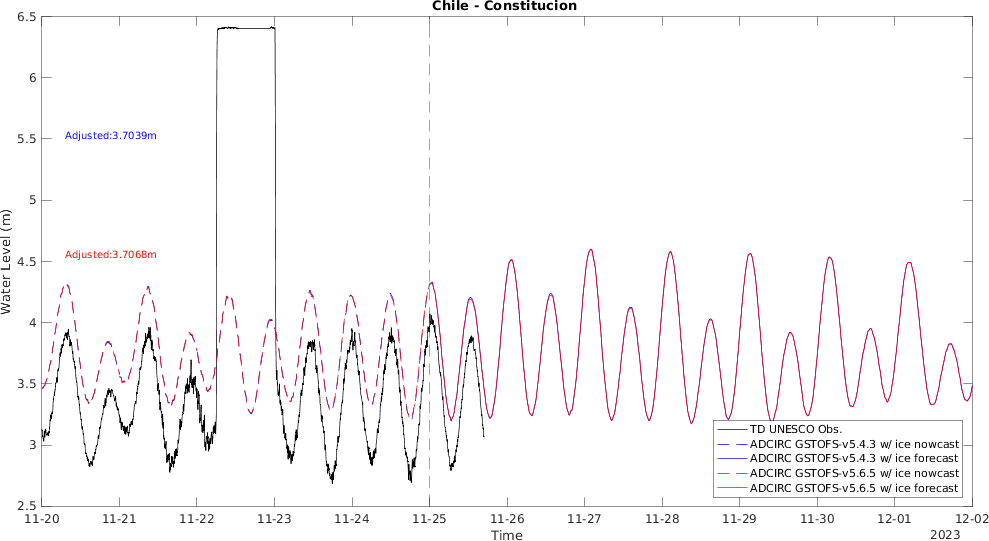 Chile - Constitucion
6.5
6
5.5
5
4.5
4
3.5
3
2.5
Water Level (m)
Adjusted:3.7039m
Adjusted:3.7068m
TD UNESCO Obs.
ADCIRC GSTOFS-v5.4.3 w/ ice nowcast
ADCIRC GSTOFS-v5.4.3 w/ ice forecast
ADCIRC GSTOFS-v5.6.5 w/ ice nowcast
ADCIRC GSTOFS-v5.6.5 w/ ice forecast
11-20 11-21 11-22 11-23 11-24 11-25 11-26 11-27 11-28 11-29 11-30 12-01 12-02
Time
2023